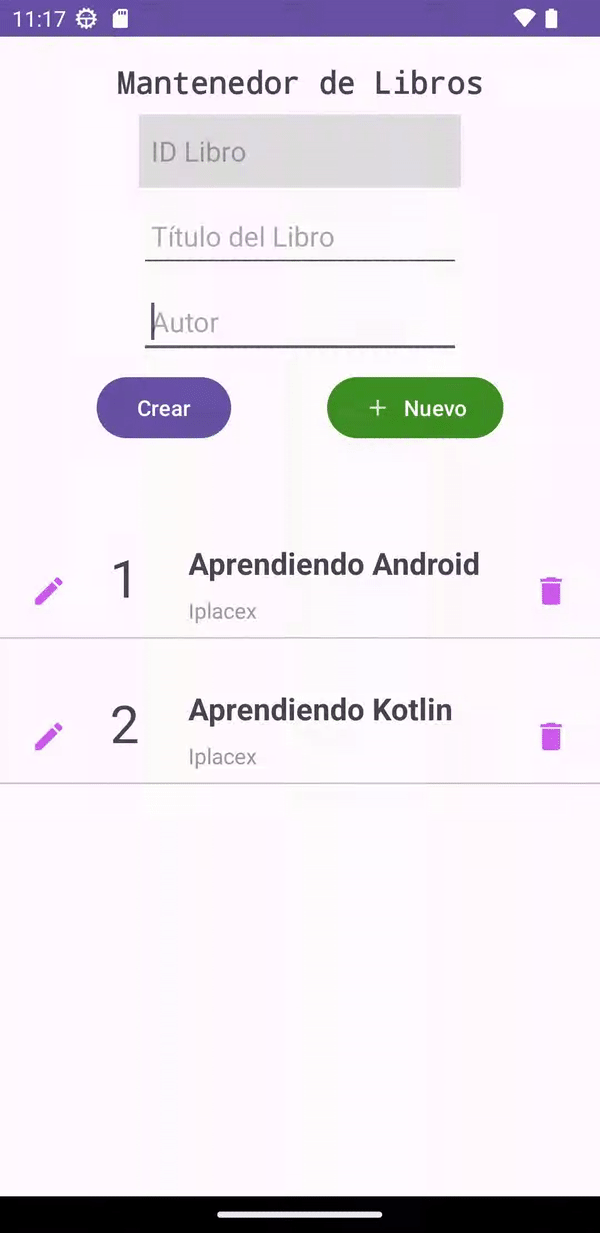 11:17
Mantenedor de Libros
ID Libro
Título del Libro
Autor
Crear
+ Nuevo
1
Aprendiendo Android
Iplacex
2
Aprendiendo Kotlin
Iplacex